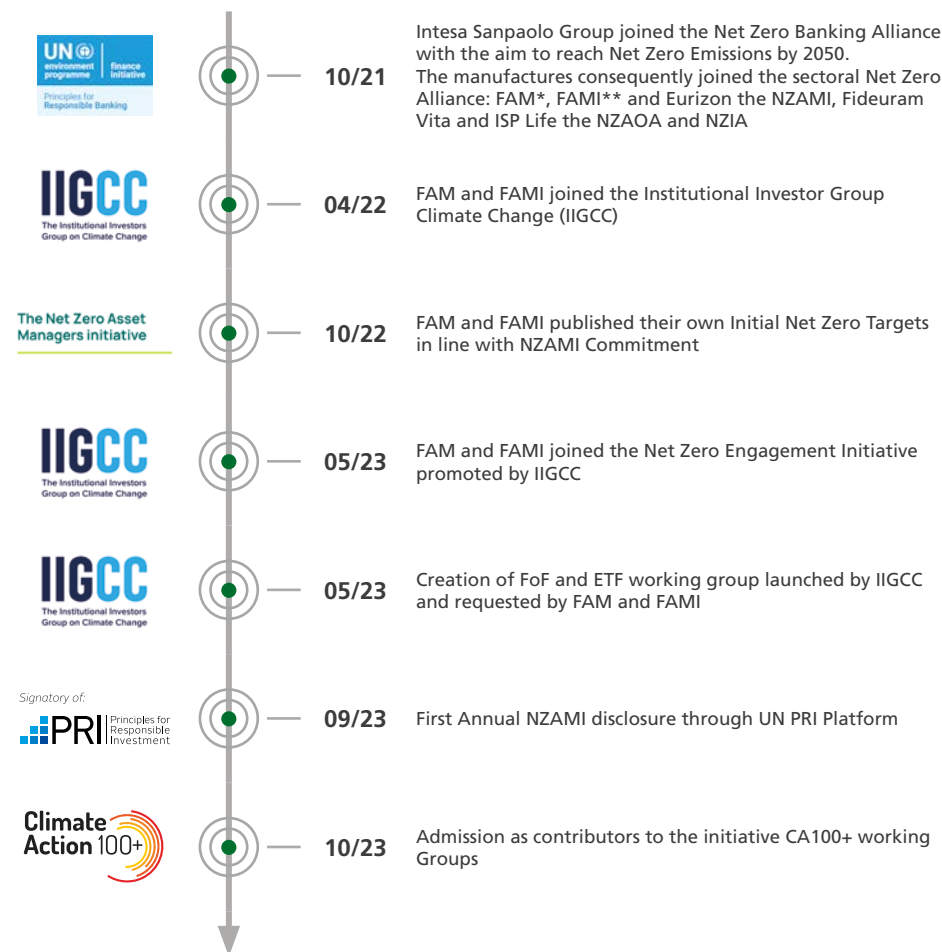 UN
environment
programme
finance
initiative
Principles for
Responsible Banking
10/21
Intesa Sanpaolo Group joined the Net Zero Banking Alliance
with the aim to reach Net Zero Emissions by 2050.
The manufactures consequently joined the sectoral Net Zero
Alliance: FAM*, FAMI** and Eurizon the NZAMI, Fideuram
Vita and ISP Life the NZAOA and NZIA
IIGCC
The Institutional Investors
Group on Climate Change
04/22
FAM and FAMI joined the Institutional Investor Group
Climate Change (IIGCC)
The Net Zero Asset
Managers initiative
10/22
FAM and FAMI published their own Initial Net Zero Targets
in line with NZAMI Commitment
IIGCC
The Institutional Investors
Group on Climate Change
05/23
FAM and FAMI joined the Net Zero Engagement Initiative
promoted by IIGCC
IIGCC
The Institutional Investors
Group on Climate Change
05/23
Creation of FoF and ETF working group launched by IIGCC
and requested by FAM and FAMI
Signatory of:
PRI
Principles for
Responsible
Investment
09/23
First Annual NZAMI disclosure through UN PRI Platform
Climate
Action 100+
10/23
Admission as contributors to the initiative CA100+ working
Groups